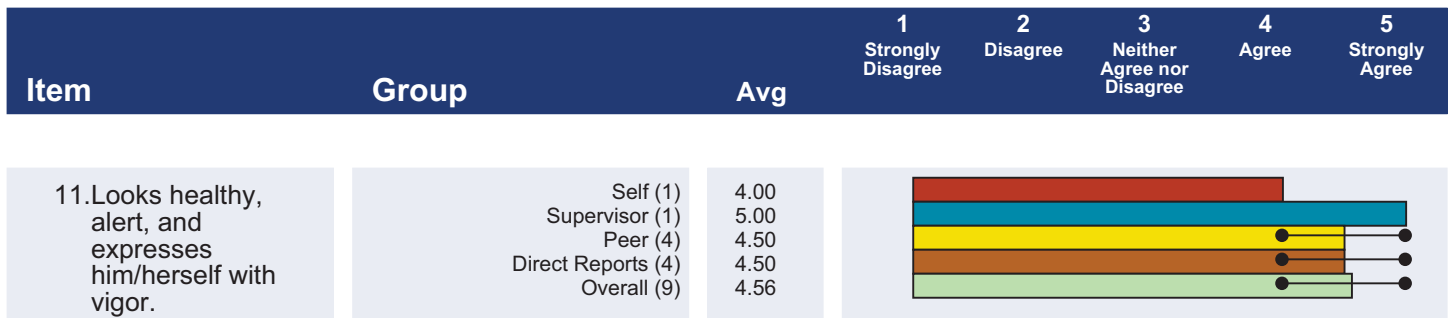 Item
Group
Avg
1
Strongly
Disagree
2
Disagree
3
Neither
Agree nor
Disagree
4
Agree
5
Strongly
Agree
11.Looks healthy,
alert, and
expresses
him/herself with
vigor.
Self (1) 4.00
Supervisor (1) 5.00
Peer (4) 4.50
Direct Reports (4) 4.50
Overall (9) 4.56